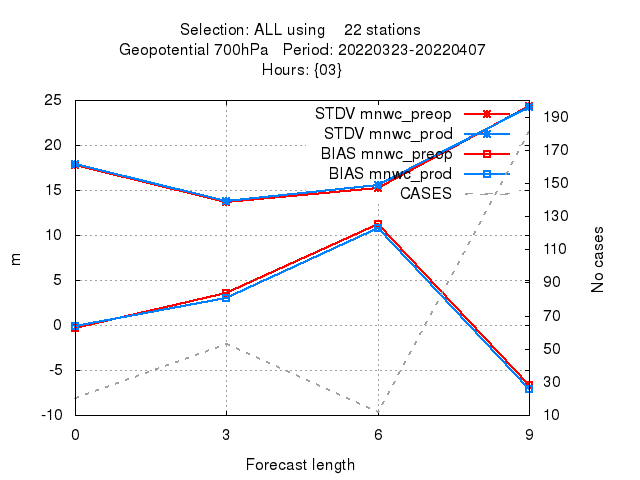 Selection: ALL using    22 stations
Geopotential 700hPa   Period: 20220323-20220407
Hours: {03}
STDV mnwc_preop
STDV mnwc_prod
BIAS mnwc_preop
BIAS mnwc_prod
CASES
25
20
15
10
5
0
-5
-10
m
190
170
150
130
110
90
70
50
30
10
No cases
0 3 6 9
Forecast length